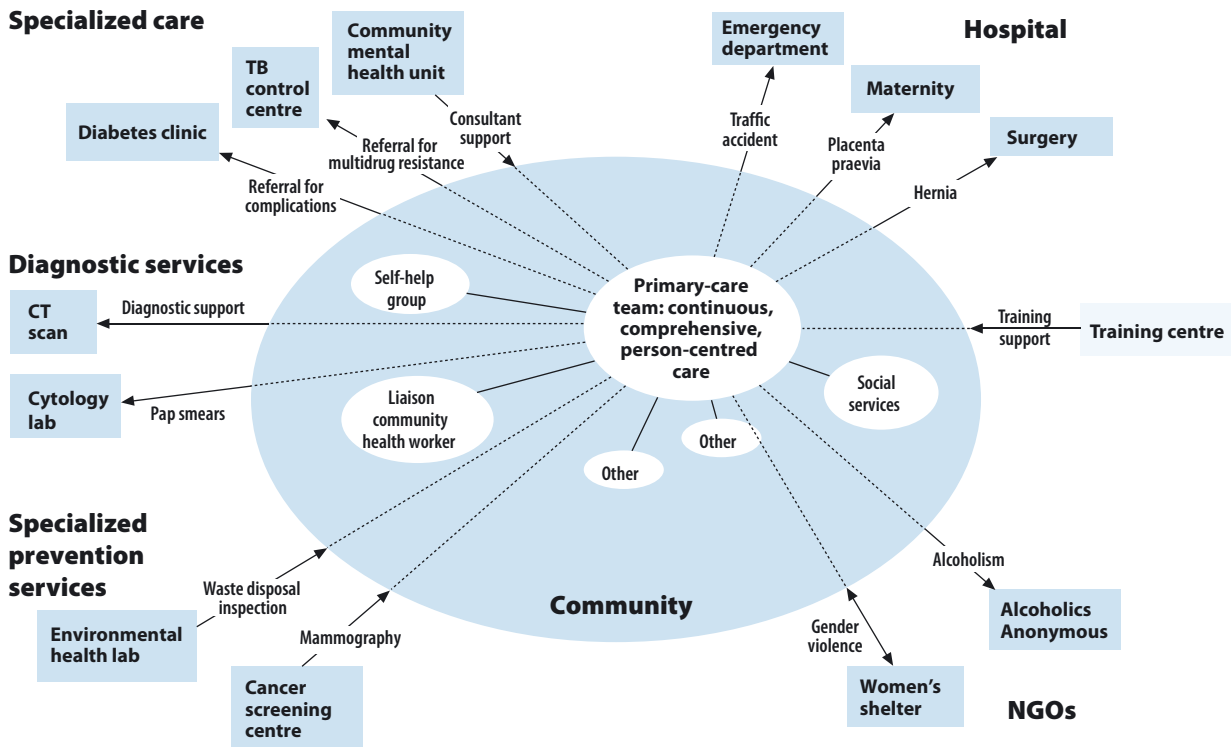 Specialized care
Community
mental
health unit
TB
control
centre
Diabetes clinic
Consultant
support
Referral for
multidrug resistance
Referral for
complications
Emergency
department
Hospital
Maternity
Surgery
Traffic
accident
Placenta
praevia
Hernia
Diagnostic services
CT
scan
Diagnostic support
Cytology
lab
Pap smears
Self-help
group
Primary-care
team: continuous,
comprehensive,
person-centred
care
Training
support
Training centre
Liaison
community
health worker
Social
services
Other
Other
Specialized
prevention
services
Waste disposal
inspection
Environmental
health lab
Mammography
Cancer
screening
centre
Community
Alcoholism
Alcoholics
Anonymous
Gender
violence
Women's
shelter
NGOs